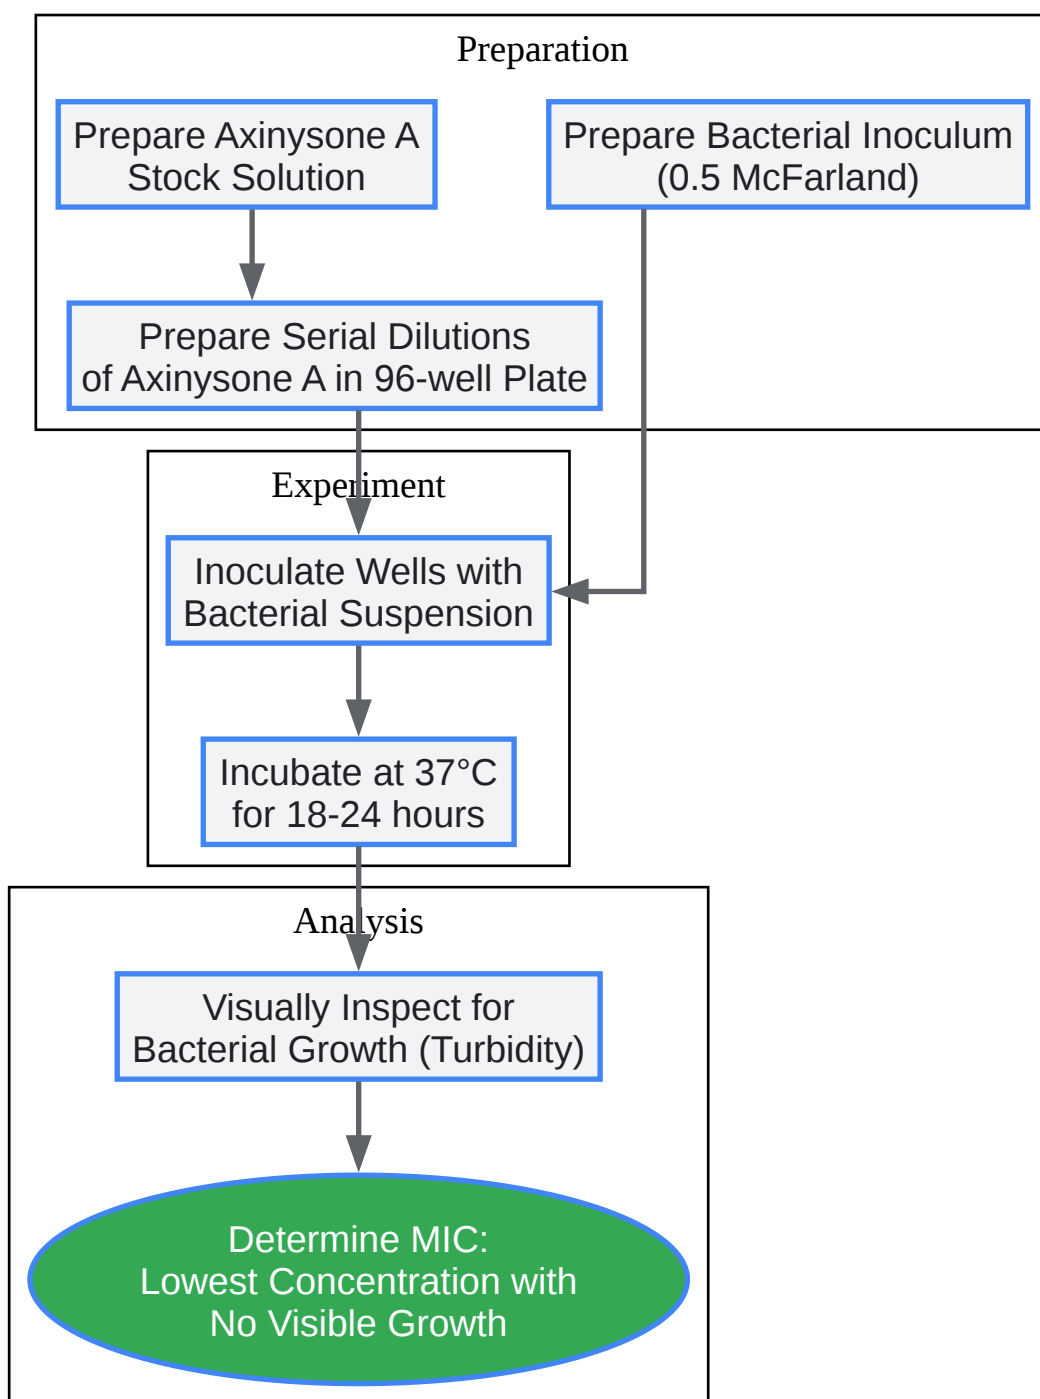 Preparation
Prepare Axinysone A
Stock Solution
Prepare Bacterial Inoculum
(0.5 McFarland)
Prepare Serial Dilutions
of Axinysone A in 96-well Plate
Experiment
Inoculate Wells with
Bacterial Suspension
Incubate at 37°C
for 18-24 hours
Analysis
Visually Inspect for
Bacterial Growth (Turbidity)
Determine MIC:
Lowest Concentration with
No Visible Growth